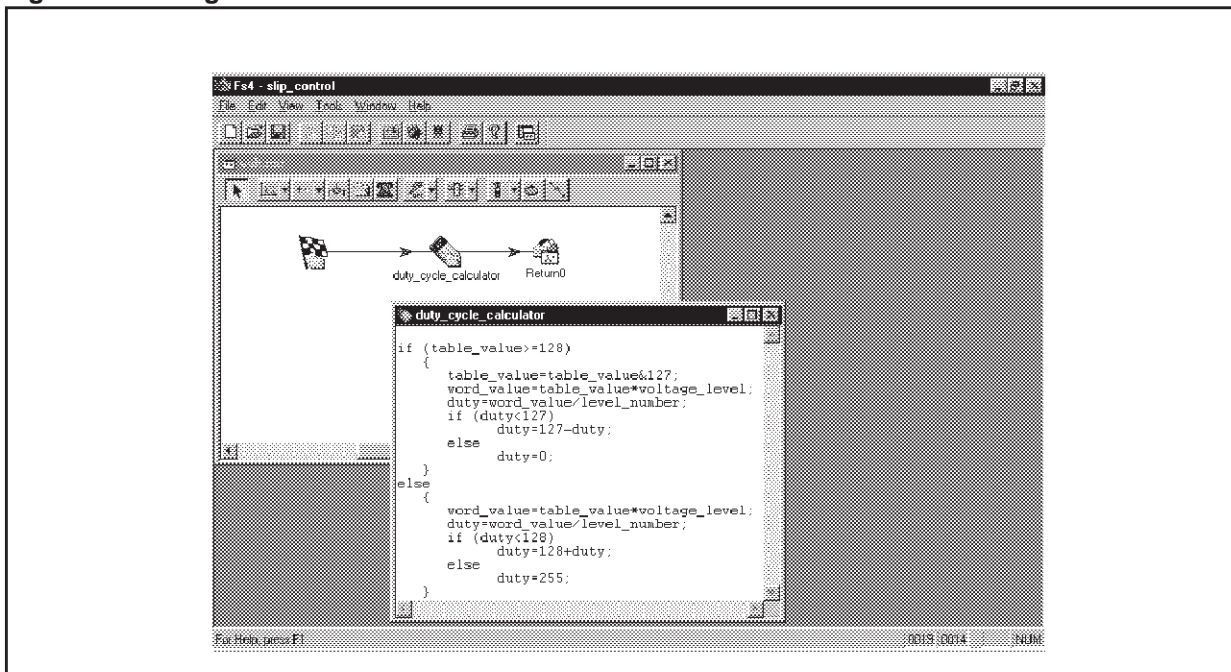 Fs4 - slip_control
File Edit View Tools Window Help
duty_cycle_calculator
Return0
duty_cycle_calculator
if (table_value>=128)
{
table_value=table_value&127;
word_value=table_value*voltage_level;
duty=word_value/level_number;
if (duty<127)
duty=127-duty;
else
duty=0;
}
else
{
word_value=table_value*voltage_level;
duty=word_value/level_number;
if (duty<128)
duty=128+duty;
else
duty=255;
}
For Help, press F1
0019 0014 NUM